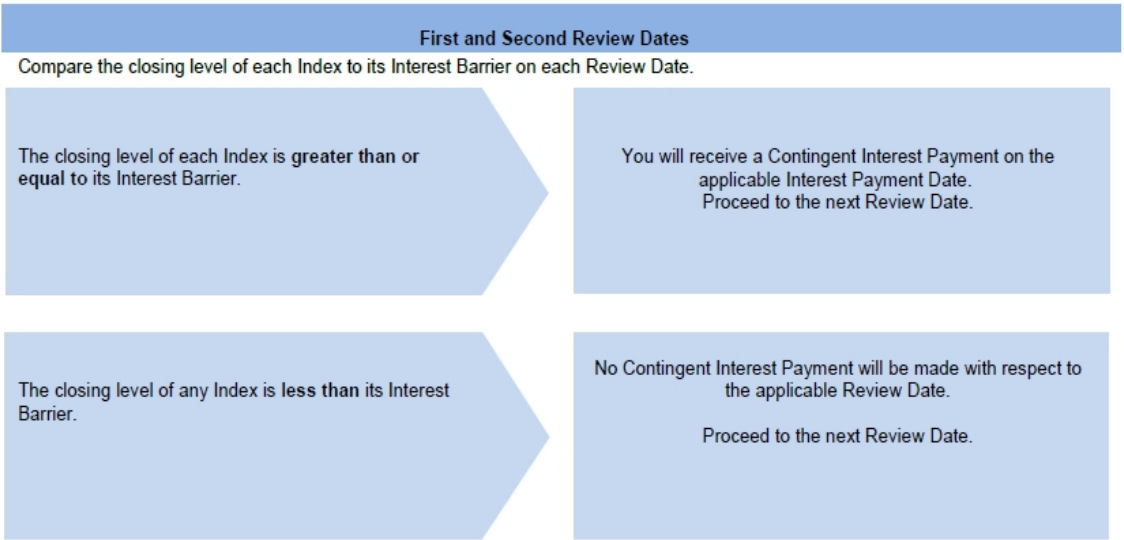 First and Second Review Dates
Compare the closing level of each Index to its Interest Barrier on each Review Date.
The closing level of each Index is greater than or
equal to its Interest Barrier.
You will receive a Contingent Interest Payment on the
applicable Interest Payment Date.
Proceed to the next Review Date.
The closing level of any Index is less than its Interest
Barrier.
No Contingent Interest Payment will be made with respect to
the applicable Review Date.
Proceed to the next Review Date.